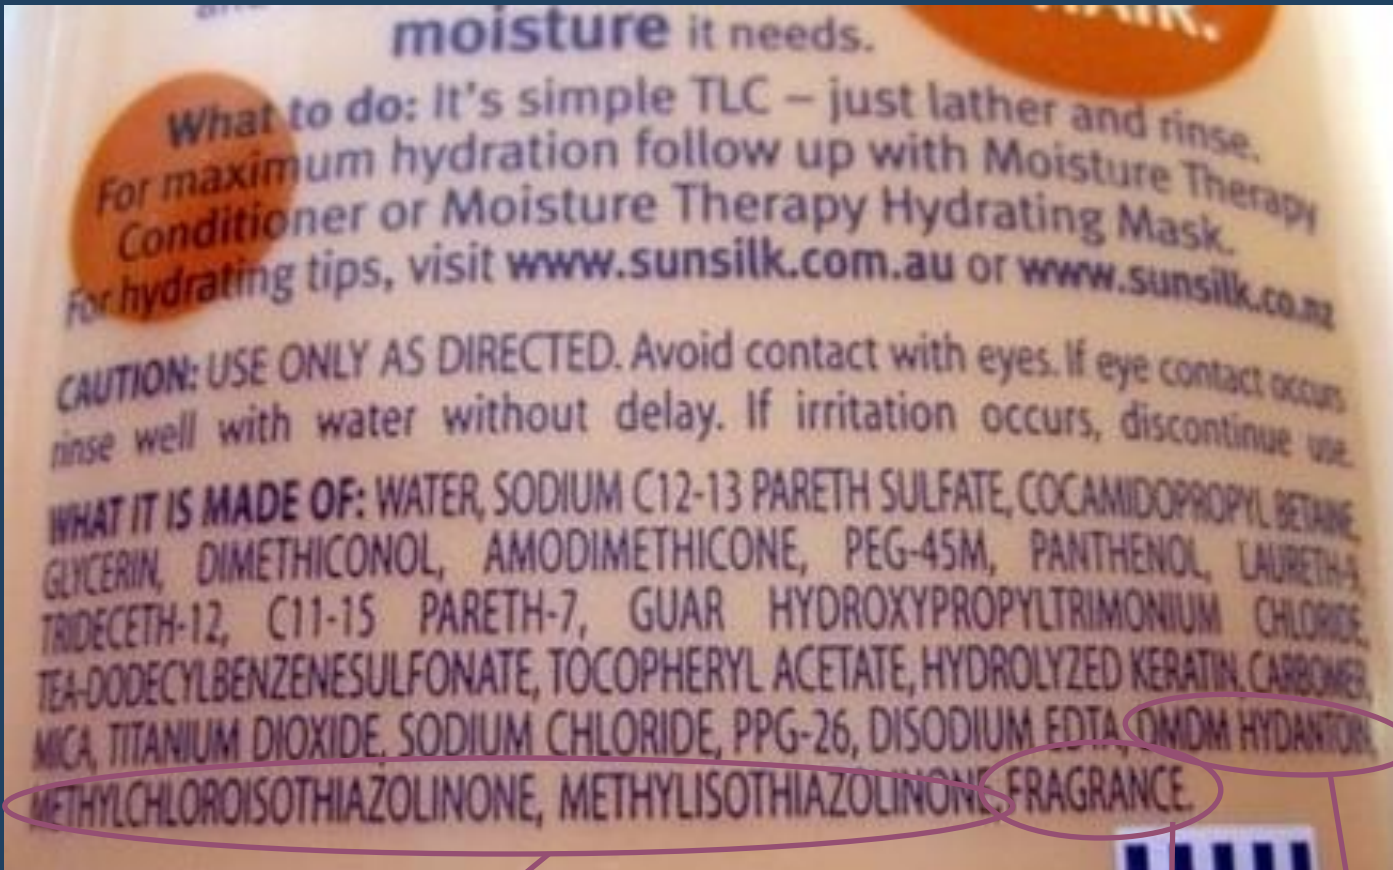 moisture it needs.
HAIR.
What to do: It's simple TLC – just lather and rinse.
For maximum hydration follow up with Moisture Therapy
Conditioner or Moisture Therapy Hydrating Mask.
For hydrating tips, visit www.sunsilk.com.au or www.sunsilk.co.nz
CAUTION: USE ONLY AS DIRECTED. Avoid contact with eyes. If eye contact occurs
rinse well with water without delay. If irritation occurs, discontinue use.
WHAT IT IS MADE OF: WATER, SODIUM C12-13 PARETH SULFATE, COCAMIDOPROPYL BETAINE,
GLYCERIN, DIMETHICONOL, AMODIMETHICONE, PEG-45M, PANTHENOL, LAURETH-9,
TRIDECETH-12, C11-15 PARETH-7, GUAR HYDROXYPROPYLTRIMONIUM CHLORIDE,
TEA-DODECYLBENZENESULFONATE, TOCOPHERYL ACETATE, HYDROLYZED KERATIN, CARBOMER,
MICA, TITANIUM DIOXIDE, SODIUM CHLORIDE, PPG-26, DISODIUM EDTA, DMDM HYDANTOIN,
METHYLCHLOROISOTHIAZOLINONE, METHYLISOTHIAZOLINONE, FRAGRANCE.